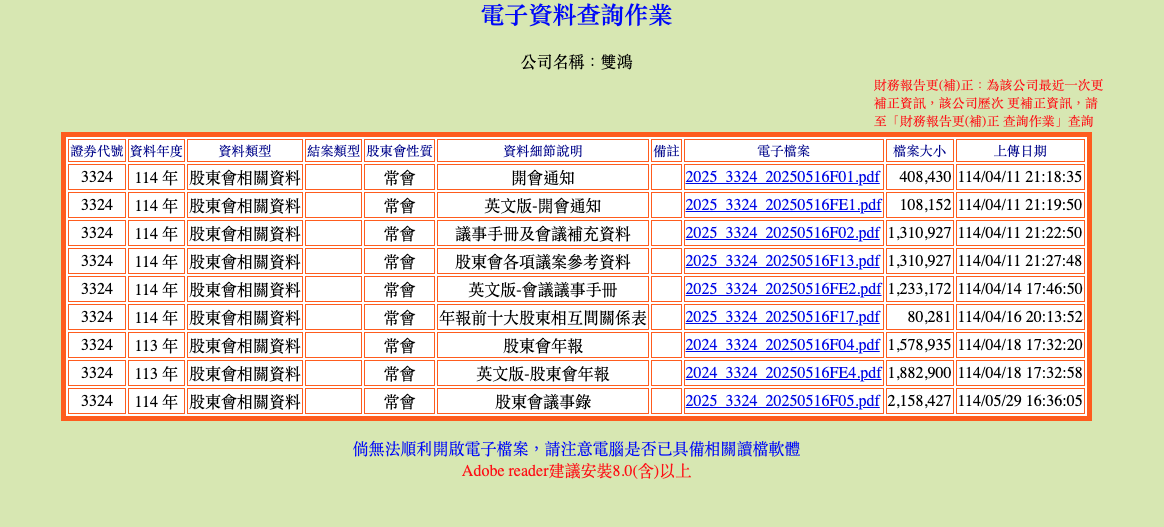 電子資料查詢作業
公司名稱：雙鴻
財務報告更(補)正：為該公司最近一次更
補正資訊，該公司歷次 更補正資訊，請
至「財務報告更(補)正 查詢作業」查詢
證券代號 資料年度 資料類型 結案類型 股東會性質 資料細節說明 備註 電子檔案 檔案大小 上傳日期
3324 114 年 股東會相關資料 常會 開會通知 2025_3324_20250516F01.pdf 408,430 114/04/11 21:18:35
3324 114 年 股東會相關資料 常會 英文版-開會通知 2025_3324_20250516FE1.pdf 108,152 114/04/11 21:19:50
3324 114 年 股東會相關資料 常會 議事手冊及會議補充資料 2025_3324_20250516F02.pdf 1,310,927 114/04/11 21:22:50
3324 114 年 股東會相關資料 常會 股東會各項議案參考資料 2025_3324_20250516F13.pdf 1,310,927 114/04/11 21:27:48
3324 114 年 股東會相關資料 常會 英文版-會議議事手冊 2025_3324_20250516FE2.pdf 1,233,172 114/04/14 17:46:50
3324 114 年 股東會相關資料 常會 年報前十大股東相互間關係表 2025_3324_20250516F17.pdf 80,281 114/04/16 20:13:52
3324 113 年 股東會相關資料 常會 股東會年報 2024_3324_20250516F04.pdf 1,578,935 114/04/18 17:32:20
3324 113 年 股東會相關資料 常會 英文版-股東會年報 2024_3324_20250516FE4.pdf 1,882,900 114/04/18 17:32:58
3324 114 年 股東會相關資料 常會 股東會議事錄 2025_3324_20250516F05.pdf 2,158,427 114/05/29 16:36:05
倘無法順利開啟電子檔案，請注意電腦是否已具備相關讀檔軟體
Adobe reader建議安裝8.0(含)以上